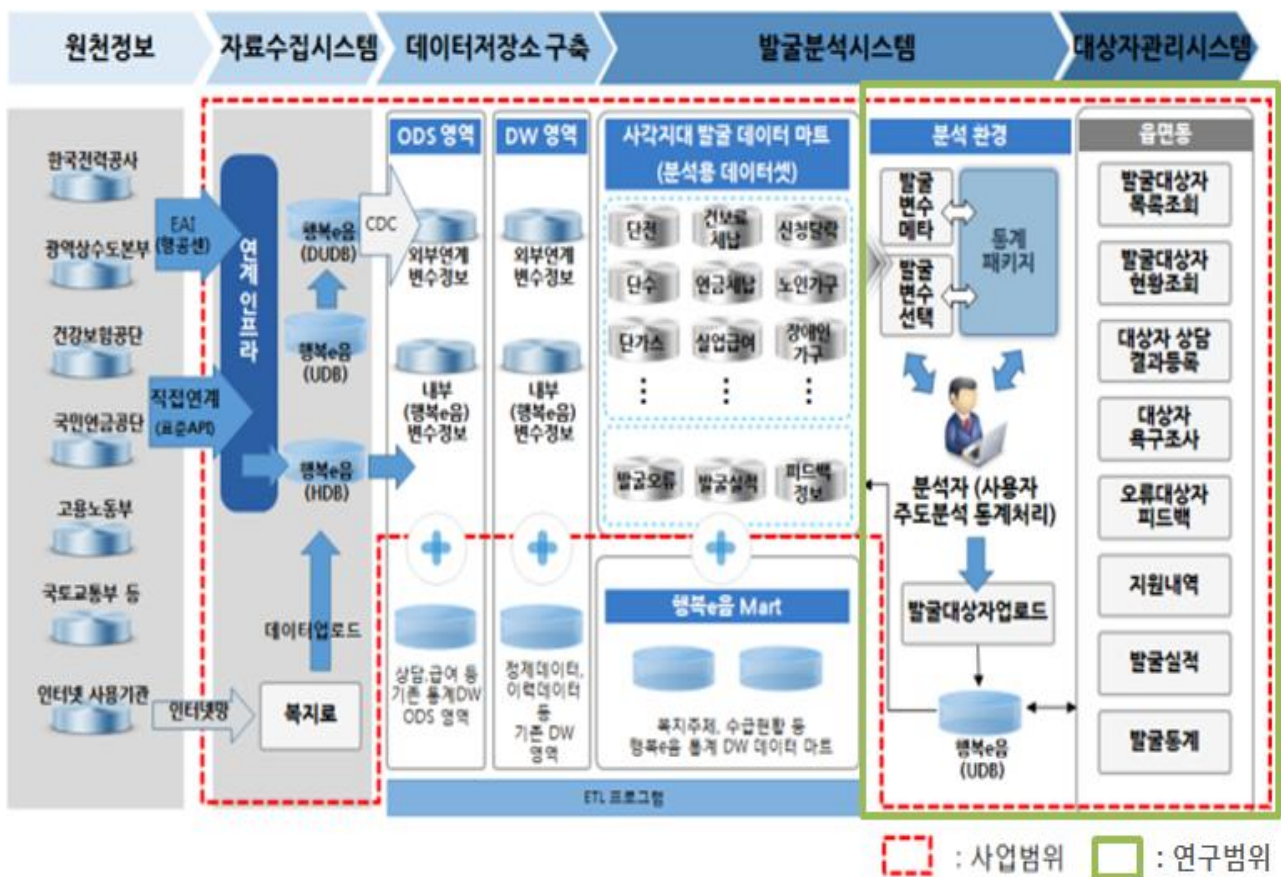 원천정보
자료수집시스템
데이터저장소 구축
발굴분석시스템
대상자관리시스템
한국전력공사
광역상수도본부
건강보험공단
국민연금공단
고용노동부
국토교통부 등
인터넷 사용기관
EAI
(행공센)
직접연계
(표준API)
인터넷망
연계 인프라
행복e음
(DUDB)
행복e음
(UDB)
행복e음
(HDB)
데이터업로드
복지로
CDC
ODS 영역
외부연계
변수정보
내부
(행복e음)
변수정보
상담,급여 등
기존 통계DW
ODS 영역
DW 영역
외부연계
변수정보
내부
(행복e음)
변수정보
정제데이터,
이력데이터
등
기존 DW
영역
사각지대 발굴 데이터 마트
(분석용 데이터셋)
단전
건보료
체납
신청탈락
단수
연금체납
노인가구
단가스
실업급여
장애인
가구
⋮
⋮
⋮
발굴오류
발굴실적
피드백
정보
행복e음 Mart
복지주제, 수급현황 등
행복e음 통계 DW 데이터 마트
ETL 프로그램
분석 환경
발굴
변수
메타
발굴
변수
선택
통계
패키지
분석자 (사용자
주도분석 통계처리)
발굴대상자업로드
행복e음
(UDB)
읍면동
발굴대상자
목록조회
발굴대상자
현황조회
대상자 상담
결과등록
대상자
욕구조사
오류대상자
피드백
지원내역
발굴실적
발굴통계
: 사업범위
: 연구범위